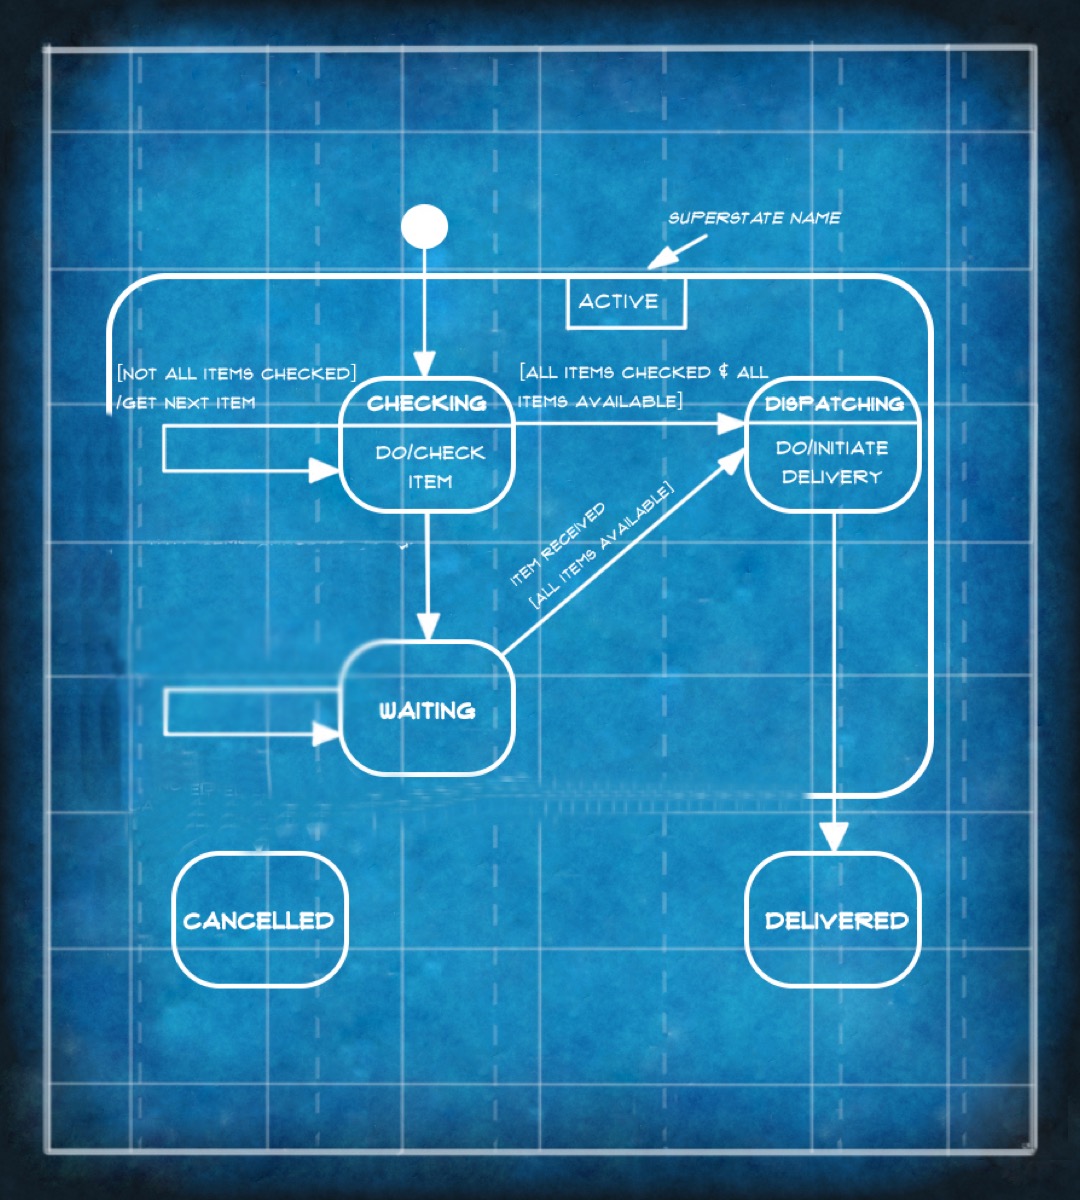 SUPERSTATE NAME
ACTIVE
[NOT ALL ITEMS CHECKED]
/GET NEXT ITEM
[ALL ITEMS CHECKED & ALL
ITEMS AVAILABLE]
CHECKING
DO/CHECK
ITEM
DISPATCHING
DO/INITIATE
DELIVERY
ITEM RECEIVED
[ALL ITEMS AVAILABLE]
WAITING
CANCELLED
DELIVERED